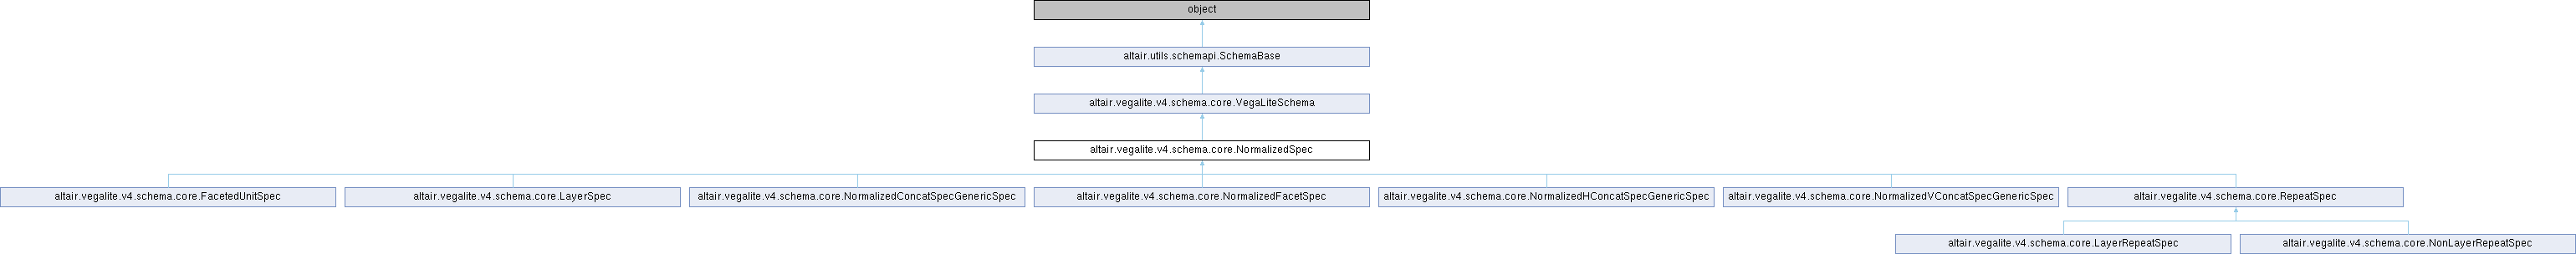 object
altair.utils.schemapi.SchemaBase
altair.vegalite.v4.schema.core.VegaLiteSchema
altair.vegalite.v4.schema.core.NormalizedSpec
altair.vegalite.v4.schema.core.FacetedUnitSpec
altair.vegalite.v4.schema.core.LayerSpec
altair.vegalite.v4.schema.core.NormalizedConcatSpecGenericSpec
altair.vegalite.v4.schema.core.NormalizedFacetSpec
altair.vegalite.v4.schema.core.NormalizedHConcatSpecGenericSpec
altair.vegalite.v4.schema.core.NormalizedVConcatSpecGenericSpec
altair.vegalite.v4.schema.core.RepeatSpec
altair.vegalite.v4.schema.core.LayerRepeatSpec
altair.vegalite.v4.schema.core.NonLayerRepeatSpec